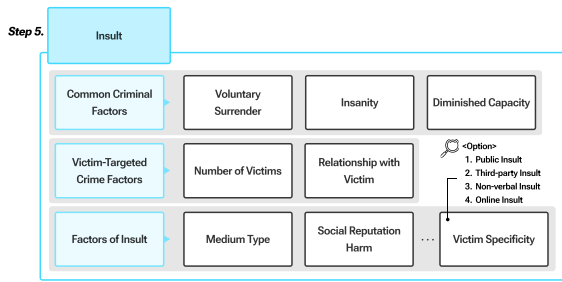 Step 5.
Insult
Common Criminal
Factors
Voluntary
Surrender
Insanity
Diminished Capacity
Victim-Targeted
Crime Factors
Number of Victims
Relationship with
Victim
<Option>
1. Public Insult
2. Third-party Insult
3. Non-verbal Insult
4. Online Insult
Factors of Insult
Medium Type
Social Reputation
Harm
...
Victim Specificity